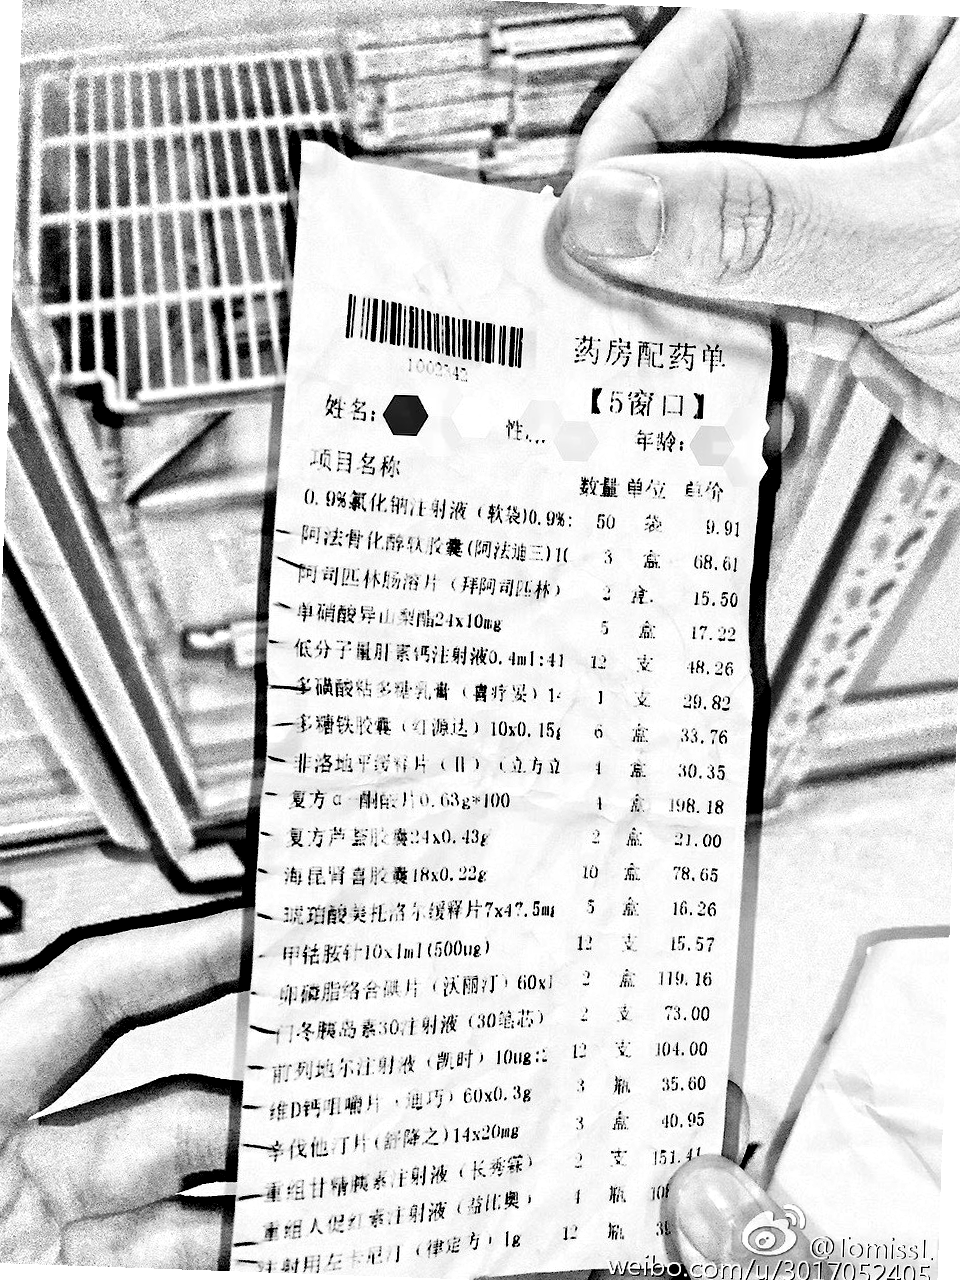 1002342
药房配药单
【5窗口】
姓名: 性... 年龄:
项目名称 数量 单位 单价
0.9%氯化钠注射液（软袋)0.9%: 50 袋 9.91
阿法骨化醇软胶囊(阿法迪三)1( 3 盒 68.61
阿司匹林肠溶片（拜阿司匹林） 2 盒 15.50
单硝酸异山梨酯24x10mg 5 盒 17.22
低分子量肝素钙注射液0.4ml:41 12 支 48.26
多磺酸粘多糖乳膏（喜疗妥）14 1 支 29.82
多糖铁胶囊（红源达）10x0.15g 6 盒 33.76
非洛地平缓释片（II）（立方立 4 盒 30.35
复方α-酮酸片0.63g*100 4 盒 198.18
复方芦荟胶囊24x0.43g 2 盒 21.00
海昆肾喜胶囊18x0.22g 10 盒 78.65
琥珀酸美托洛尔缓释片7x47.5mg 5 盒 16.26
甲钴胺针10x1ml(500ug) 12 支 15.57
卵磷脂络合碘片（沃丽汀）60x1 2 盒 119.16
门冬胰岛素30注射液（30笔芯） 2 支 73.00
前列地尔注射液（凯时）10ug:2 12 支 104.00
维D钙咀嚼片（迪巧）60x0.3g 3 瓶 35.60
辛伐他汀片(舒降之)14x20mg 3 盒 40.95
重组甘精胰素注射液（长秀霖） 2 支 151.41
重组人促红素注射液（益比奥） 4 瓶
注射用左卡尼汀（律定方）1g 12 瓶
@Tomissl.
weibo.com/u/3017052405